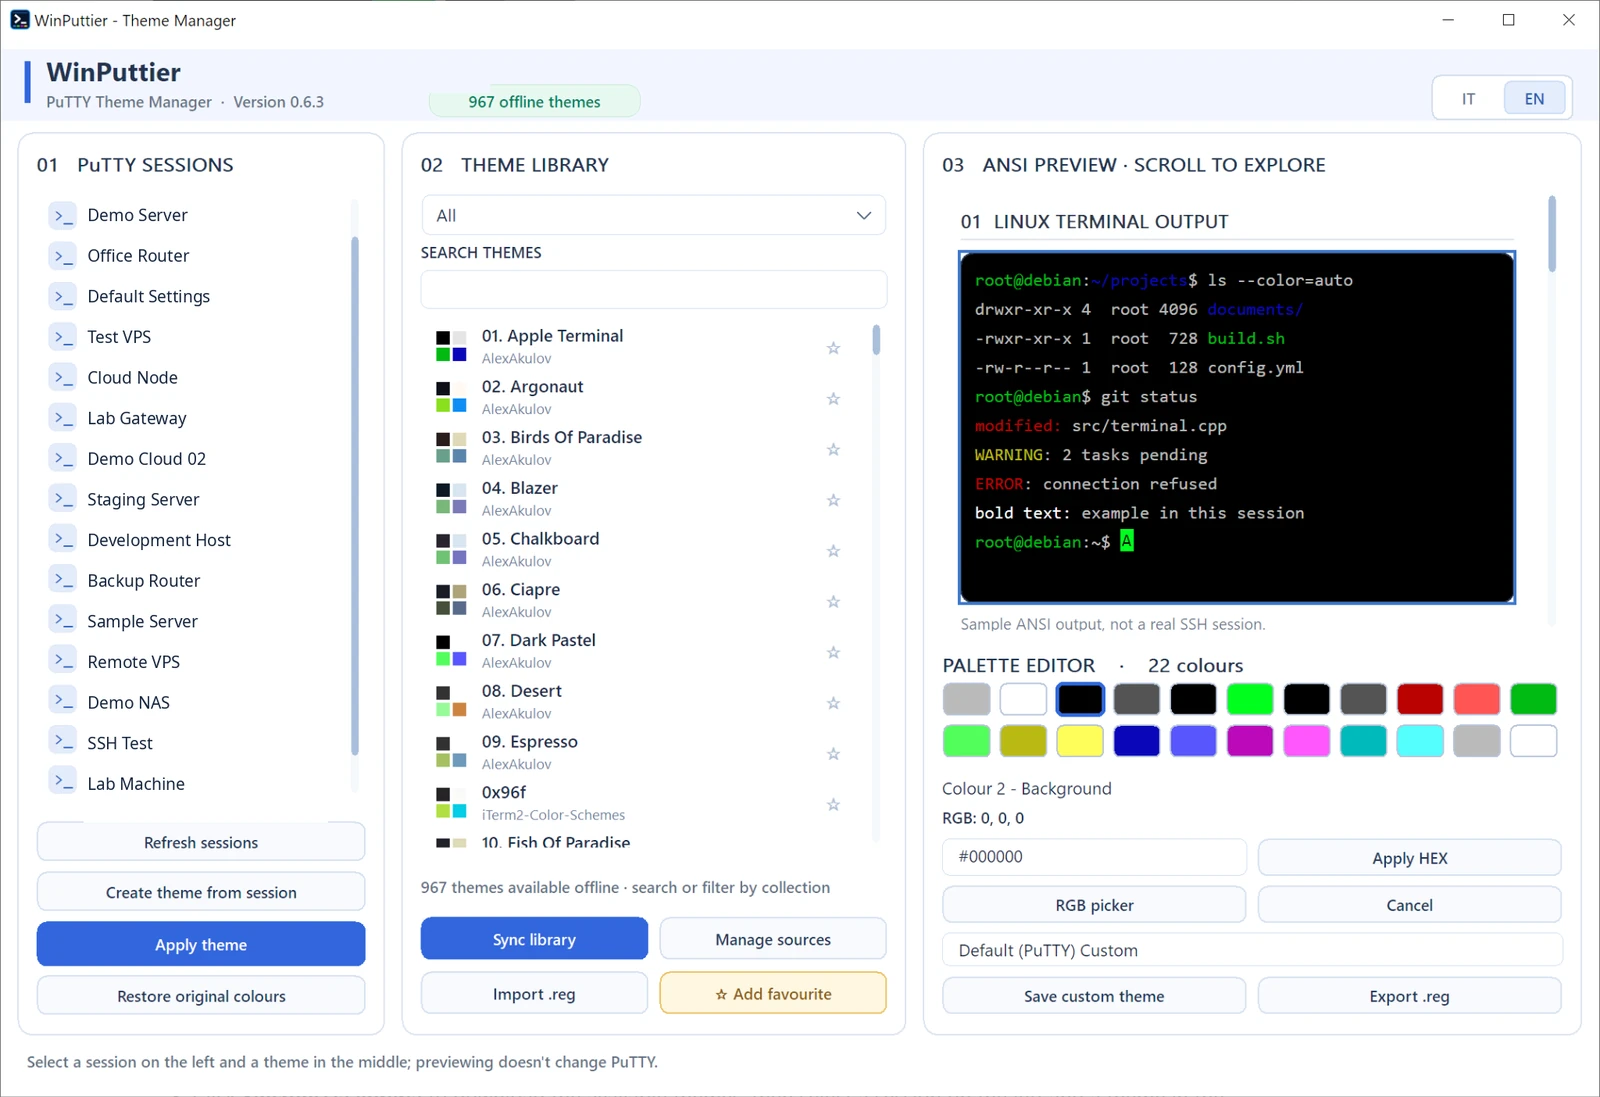 WinPuttier - Theme Manager
WinPuttier
PuTTY Theme Manager · Version 0.6.3
967 offline themes
IT
EN
01 PuTTY SESSIONS
Demo Server
Office Router
Default Settings
Test VPS
Cloud Node
Lab Gateway
Demo Cloud 02
Staging Server
Development Host
Backup Router
Sample Server
Remote VPS
Demo NAS
SSH Test
Lab Machine
Refresh sessions
Create theme from session
Apply theme
Restore original colours
02 THEME LIBRARY
All
SEARCH THEMES
01. Apple Terminal
AlexAkulov
02. Argonaut
AlexAkulov
03. Birds Of Paradise
AlexAkulov
04. Blazer
AlexAkulov
05. Chalkboard
AlexAkulov
06. Ciapre
AlexAkulov
07. Dark Pastel
AlexAkulov
08. Desert
AlexAkulov
09. Espresso
AlexAkulov
0x96f
iTerm2-Color-Schemes
10. Fish Of Paradise
967 themes available offline · search or filter by collection
Sync library
Manage sources
Import .reg
☆ Add favourite
03 ANSI PREVIEW · SCROLL TO EXPLORE
01 LINUX TERMINAL OUTPUT
root@debian:~/projects$ ls --color=auto
drwxr-xr-x 4 root 4096 documents/
-rwxr-xr-x 1 root 728 build.sh
-rw-r--r-- 1 root 128 config.yml
root@debian$ git status
modified: src/terminal.cpp
WARNING: 2 tasks pending
ERROR: connection refused
bold text: example in this session
root@debian:~$ A
Sample ANSI output, not a real SSH session.
PALETTE EDITOR · 22 colours
Colour 2 - Background
RGB: 0, 0, 0
#000000
Apply HEX
RGB picker
Cancel
Default (PuTTY) Custom
Save custom theme
Export .reg
Select a session on the left and a theme in the middle; previewing doesn't change PuTTY.